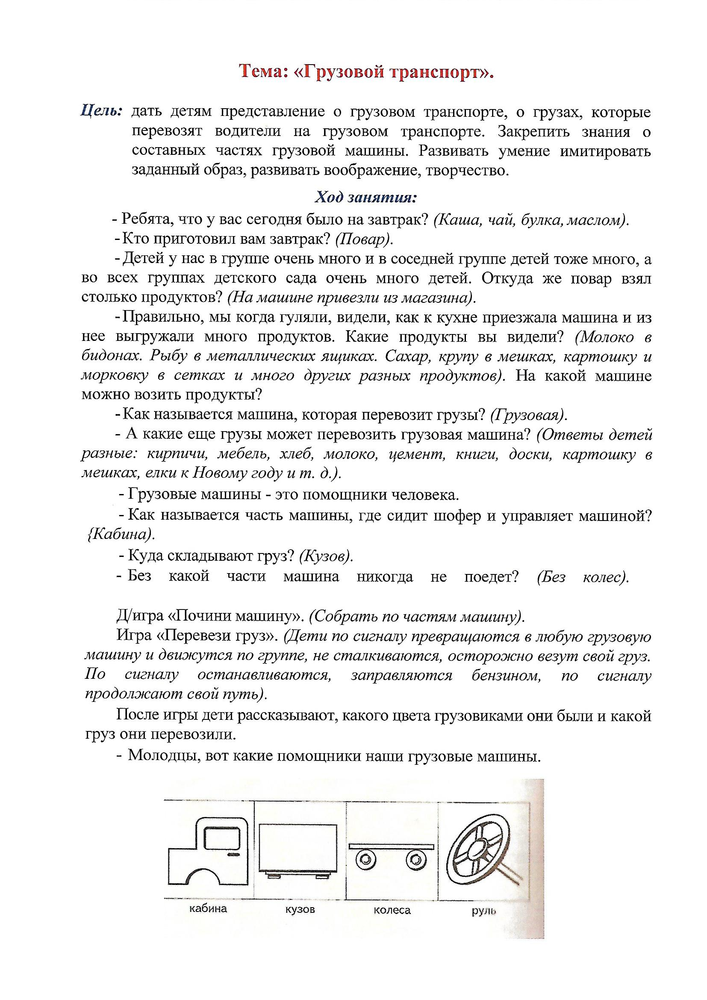 Тема: «Грузовой транспорт».
Цель: дать детям представление о грузовом транспорте, о грузах, которые
перевозят водители на грузовом транспорте. Закрепить знания о
составных частях грузовой машины. Развивать умение имитировать
заданный образ, развивать воображение, творчество.
Ход занятия:
- Ребята, что у вас сегодня было на завтрак? (Каша, чай, булка, маслом).
- Кто приготовил вам завтрак? (Повар).
- Детей у нас в группе очень много и в соседней группе детей тоже много, а
во всех группах детского сада очень много детей. Откуда же повар взял
столько продуктов? (На машине привезли из магазина).
- Правильно, мы когда гуляли, видели, как к кухне приезжала машина и из
нее выгружали много продуктов. Какие продукты вы видели? (Молоко в
бидонах. Рыбу в металлических ящиках. Сахар, крупу в мешках, картошку и
морковку в сетках и много других разных продуктов). На какой машине
можно возить продукты?
- Как называется машина, которая перевозит грузы? (Грузовая).
- А какие еще грузы может перевозить грузовая машина? (Ответы детей
разные: кирпичи, мебель, хлеб, молоко, цемент, книги, доски, картошку в
мешках, елки к Новому году и т. д.).
- Грузовые машины - это помощники человека.
- Как называется часть машины, где сидит шофер и управляет машиной?
{Кабина).
- Куда складывают груз? (Кузов).
- Без какой части машина никогда не поедет? (Без колес).
Д/игра «Почини машину». (Собрать по частям машину).
Игра «Перевези груз». (Дети по сигналу превращаются в любую грузовую
машину и движутся по группе, не сталкиваются, осторожно везут свой груз.
По сигналу останавливаются, заправляются бензином, по сигналу
продолжают свой путь).
После игры дети рассказывают, какого цвета грузовиками они были и какой
груз они перевозили.
- Молодцы, вот какие помощники наши грузовые машины.
кабина кузов колеса руль